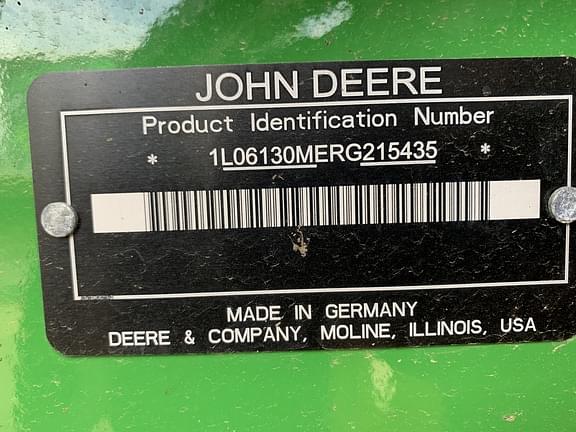 JOHN DEERE
Product Identification Number
* 1L06130MERG215435 *
MADE IN GERMANY
DEERE & COMPANY, MOLINE, ILLINOIS, USA